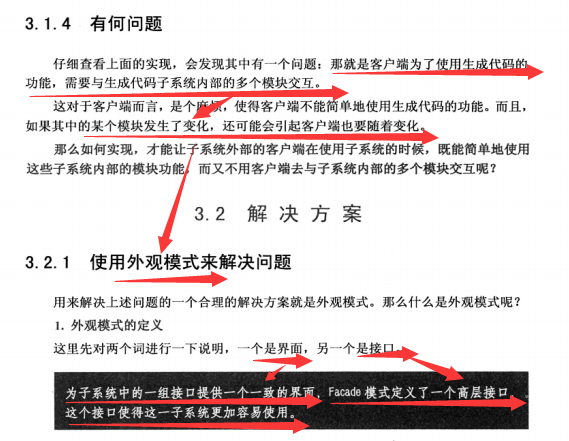 3.1.4 有何问题
仔细查看上面的实现，会发现其中有一个问题：那就是客户端为了使用生成代码的
功能，需要与生成代码子系统内部的多个模块交互。
这对于客户端而言，是个麻烦，使得客户端不能简单地使用生成代码的功能。而且，
如果其中的某个模块发生了变化，还可能会引起客户端也要随着变化。
那么如何实现，才能让子系统外部的客户端在使用子系统的时候，既能简单地使用
这些子系统内部的模块功能，而又不用客户端去与子系统内部的多个模块交互呢？
3.2 解决方案
3.2.1 使用外观模式来解决问题
用来解决上述问题的一个合理的解决方案就是外观模式。那么什么是外观模式呢？
1. 外观模式的定义
这里先对两个词进行一下说明，一个是界面，另一个是接口。
为子系统中的一组接口提供一个一致的界面，Facade 模式定义了一个高层接口，
这个接口使得这一子系统更加容易使用。